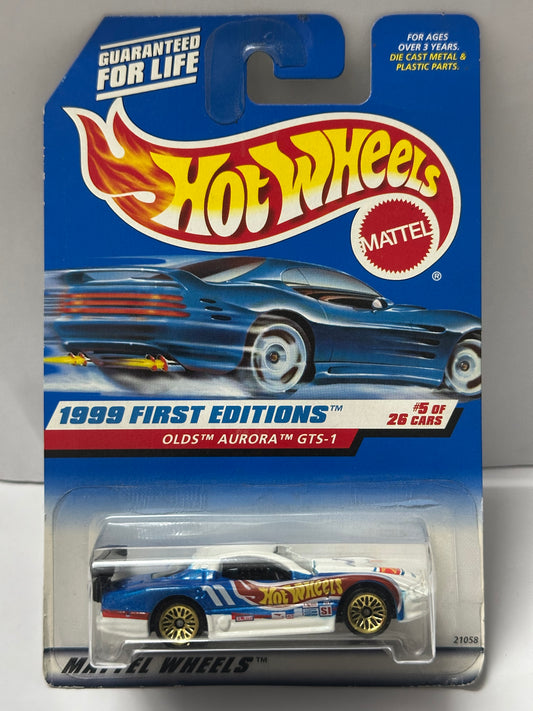 GUARANTEED
FOR LIFE
FOR AGES
OVER 3 YEARS.
DIE CAST METAL &
PLASTIC PARTS.
HOT WHEELS
MATTEL
®
1999 FIRST EDITIONS™
#5 OF
26 CARS
OLDS™ AURORA™ GTS-1
11
HOT WHEELS
SI
21058
MATTEL WHEELS™